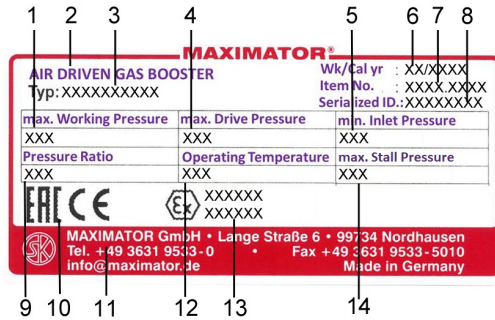 1 2 3 4 5 6 7 8
MAXIMATOR®
AIR DRIVEN GAS BOOSTER
Typ: XXXXXXXXXX
Wk/Cal yr : XX/XXXX
Item No. : XXXX.XXXX
Serialized ID.: XXXXXXXX
max. Working Pressure max. Drive Pressure min. Inlet Pressure
XXX XXX XXX
Pressure Ratio Operating Temperature max. Stall Pressure
XXX XXX XXX
EAC CE Ex XXXXXX
XXXXXX
SK MAXIMATOR GmbH • Lange Straße 6 • 99734 Nordhausen
Tel. +49 3631 9533-0 • Fax +49 3631 9533-5010
info@maximator.de Made in Germany
9 10 11 12 13 14